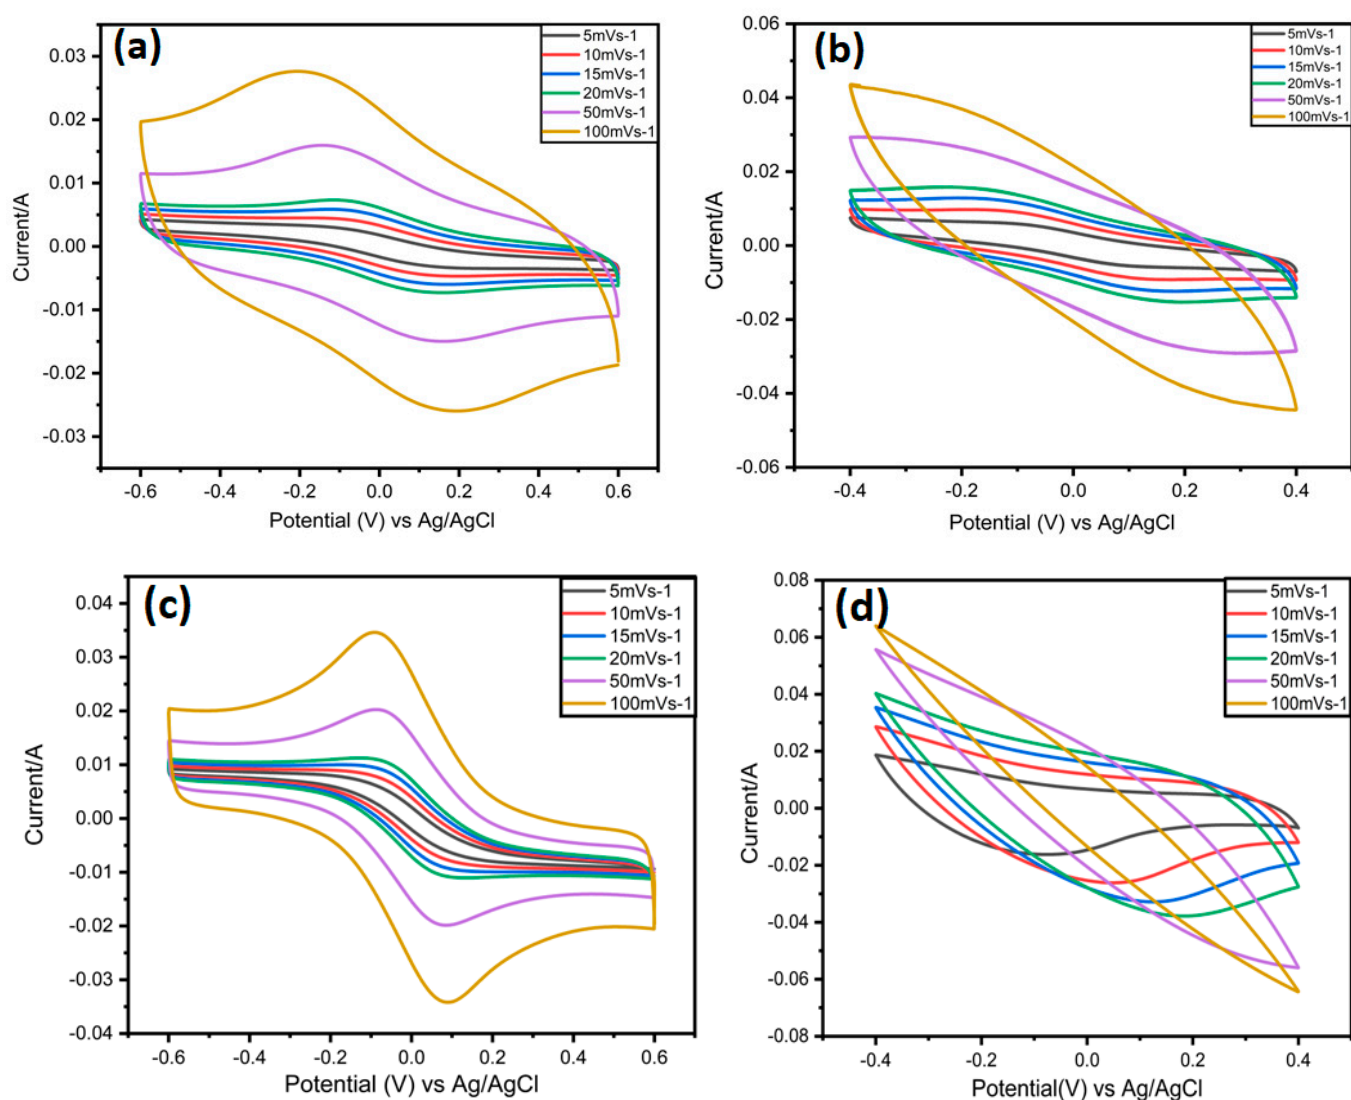 (a)
5mVs-1
10mVs-1
15mVs-1
20mVs-1
50mVs-1
100mVs-1
0.03
0.02
0.01
0.00
-0.01
-0.02
-0.03
Current/A
-0.6 -0.4 -0.2 0.0 0.2 0.4 0.6
Potential (V) vs Ag/AgCl
(b)
5mVs-1
10mVs-1
15mVs-1
20mVs-1
50mVs-1
100mVs-1
0.06
0.04
0.02
0.00
-0.02
-0.04
-0.06
Current/A
-0.4 -0.2 0.0 0.2 0.4
Potential (V) vs Ag/AgCl
(c)
5mVs-1
10mVs-1
15mVs-1
20mVs-1
50mVs-1
100mVs-1
0.04
0.03
0.02
0.01
0.00
-0.01
-0.02
-0.03
-0.04
Current/A
-0.6 -0.4 -0.2 0.0 0.2 0.4 0.6
Potential (V) vs Ag/AgCl
(d)
5mVs-1
10mVs-1
15mVs-1
20mVs-1
50mVs-1
100mVs-1
0.08
0.06
0.04
0.02
0.00
-0.02
-0.04
-0.06
-0.08
Current/A
-0.4 -0.2 0.0 0.2 0.4
Potential(V) vs Ag/AgCl